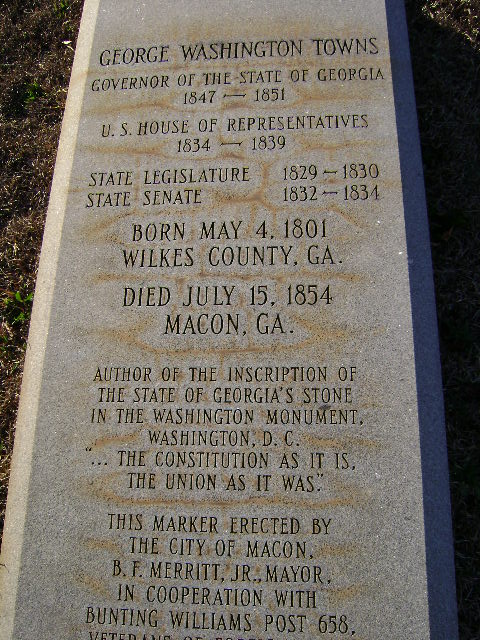 GEORGE WASHINGTON TOWNS
GOVERNOR OF THE STATE OF GEORGIA
1847 — 1851
U. S. HOUSE OF REPRESENTATIVES
1834 — 1839
STATE LEGISLATURE 1829 — 1830
STATE SENATE 1832 — 1834
BORN MAY 4, 1801
WILKES COUNTY, GA.
DIED JULY 15, 1854
MACON, GA.
AUTHOR OF THE INSCRIPTION OF
THE STATE OF GEORGIA'S STONE
IN THE WASHINGTON MONUMENT,
WASHINGTON, D. C.
"... THE CONSTITUTION AS IT IS,
THE UNION AS IT WAS".
THIS MARKER ERECTED BY
THE CITY OF MACON,
B. F. MERRITT, JR., MAYOR,
IN COOPERATION WITH
BUNTING WILLIAMS POST 658,
VETERANS OF